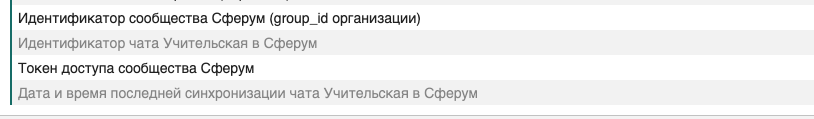 Идентификатор сообщества Сферум (group_id организации)
Идентификатор чата Учительская в Сферум
Токен доступа сообщества Сферум
Дата и время последней синхронизации чата Учительская в Сферум